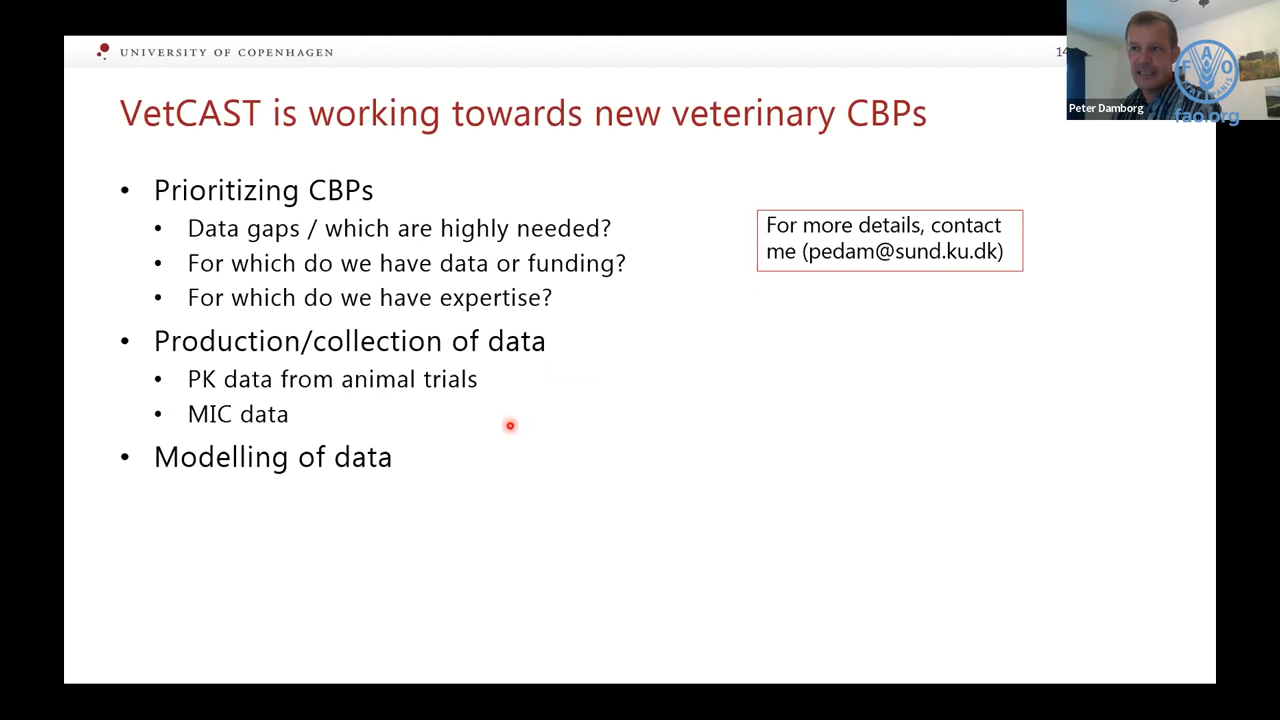 UNIVERSITY OF COPENHAGEN
VetCAST is working towards new veterinary CBPs
• Prioritizing CBPs
• Data gaps / which are highly needed?
• For which do we have data or funding?
• For which do we have expertise?
• Production/collection of data
• PK data from animal trials
• MIC data
• Modelling of data
For more details, contact
me (pedam@sund.ku.dk)
Peter Damborg
F A O
fao.org